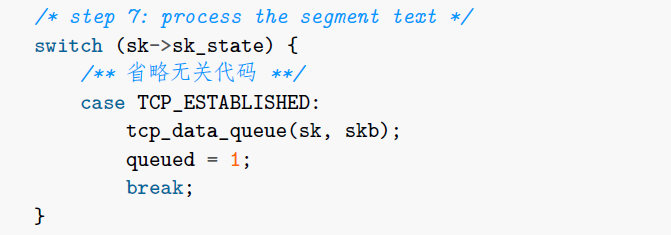 /* step 7: process the segment text */
switch (sk->sk_state) {
/** 省略无关代码 **/
case TCP_ESTABLISHED:
tcp_data_queue(sk, skb);
queued = 1;
break;
}